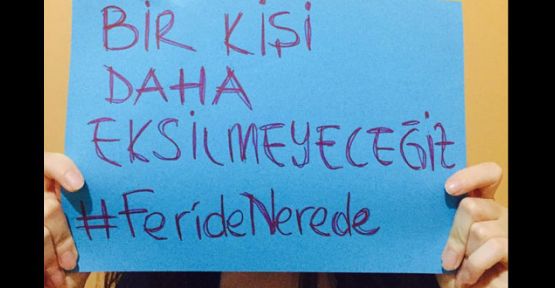 BİR KİŞİ
DAHA
EKSİLMEYECEĞİZ
#FerideNerede